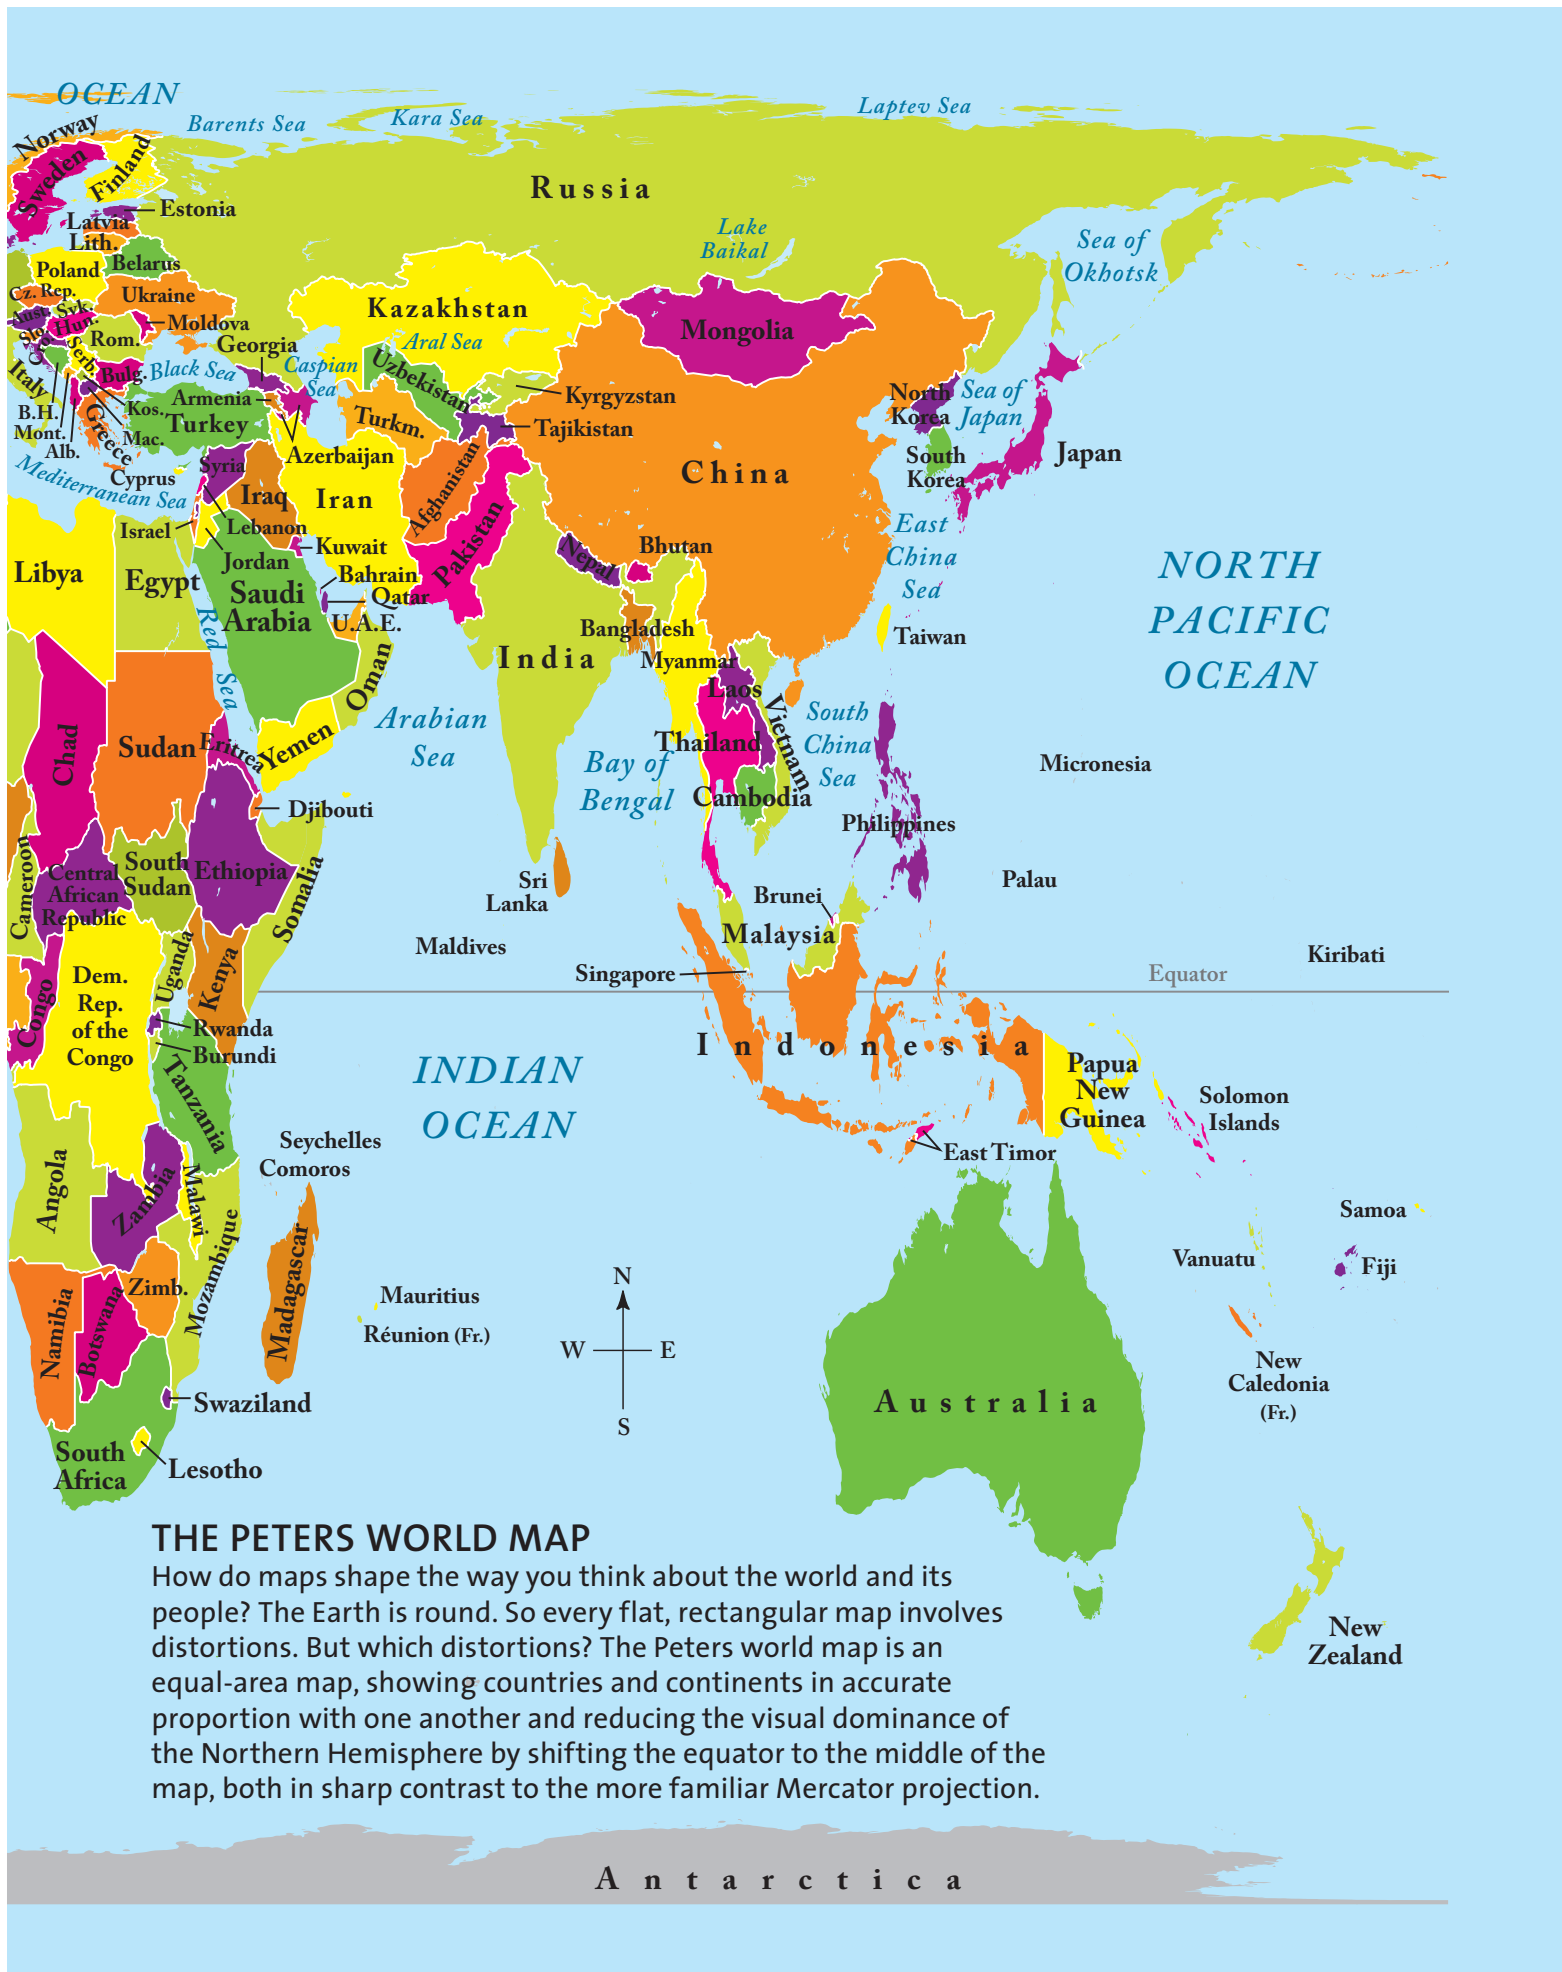 OCEAN
Barents Sea
Kara Sea
Laptev Sea
Norway
Sweden
Finland
Russia
Estonia
Latvia
Lith.
Lake
Baikal
Sea of
Okhotsk
Poland
Belarus
Cz. Rep.
Ukraine
Aust.
Svk.
Hun.
Slo.
Cro.
Moldova
Rom.
Serb.
Georgia
Kazakhstan
Mongolia
Aral Sea
Caspian
Sea
Black Sea
Bulg.
Italy
Uzbekistan
Kyrgyzstan
North
Korea
Sea of
Japan
B.H.
Kos.
Armenia
Turkey
Turkm.
Tajikistan
Mont.
Mac.
Alb.
Greece
Azerbaijan
South
Korea
Japan
Mediterranean Sea
Cyprus
Syria
Iraq
Iran
Afghanistan
China
Israel
Lebanon
Pakistan
East
China
Sea
Jordan
Kuwait
Nepal
Bhutan
Libya
Egypt
Saudi
Arabia
Bahrain
Qatar
U.A.E.
NORTH
PACIFIC
OCEAN
Red
Sea
Oman
India
Bangladesh
Myanmar
Taiwan
Laos
Vietnam
South
China
Sea
Chad
Sudan
Eritrea
Yemen
Arabian
Sea
Bay of
Bengal
Thailand
Micronesia
Djibouti
Cambodia
Philippines
Cameroon
Central
African
Republic
South
Sudan
Ethiopia
Somalia
Sri
Lanka
Brunei
Palau
Maldives
Malaysia
Singapore
Kiribati
Equator
Congo
Dem.
Rep.
of the
Congo
Uganda
Kenya
Rwanda
Burundi
Tanzania
Indonesia
Papua
New
Guinea
Solomon
Islands
INDIAN
OCEAN
Seychelles
Comoros
East Timor
Angola
Zambia
Malawi
Mozambique
Samoa
Vanuatu
Fiji
Madagascar
Namibia
Botswana
Zimb.
Mauritius
Réunion (Fr.)
N
W
E
S
New
Caledonia
(Fr.)
Swaziland
Australia
South
Africa
Lesotho
New
Zealand
THE PETERS WORLD MAP
How do maps shape the way you think about the world and its
people? The Earth is round. So every flat, rectangular map involves
distortions. But which distortions? The Peters world map is an
equal-area map, showing countries and continents in accurate
proportion with one another and reducing the visual dominance of
the Northern Hemisphere by shifting the equator to the middle of the
map, both in sharp contrast to the more familiar Mercator projection.
Antarctica